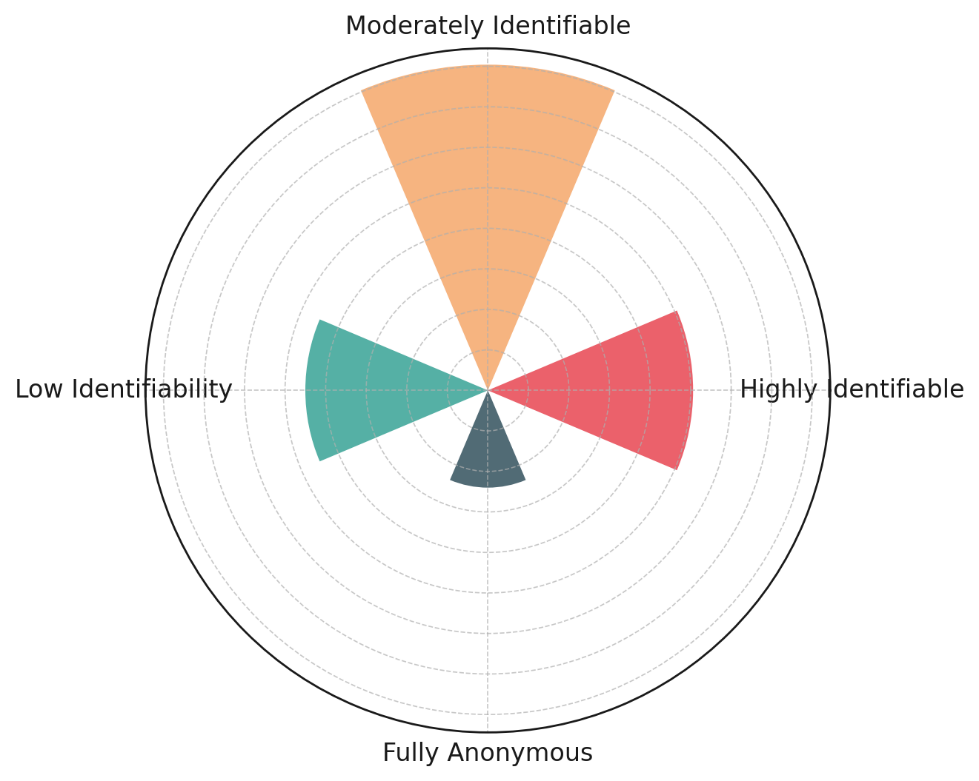 Moderately Identifiable
Low Identifiability
Highly Identifiable
Fully Anonymous